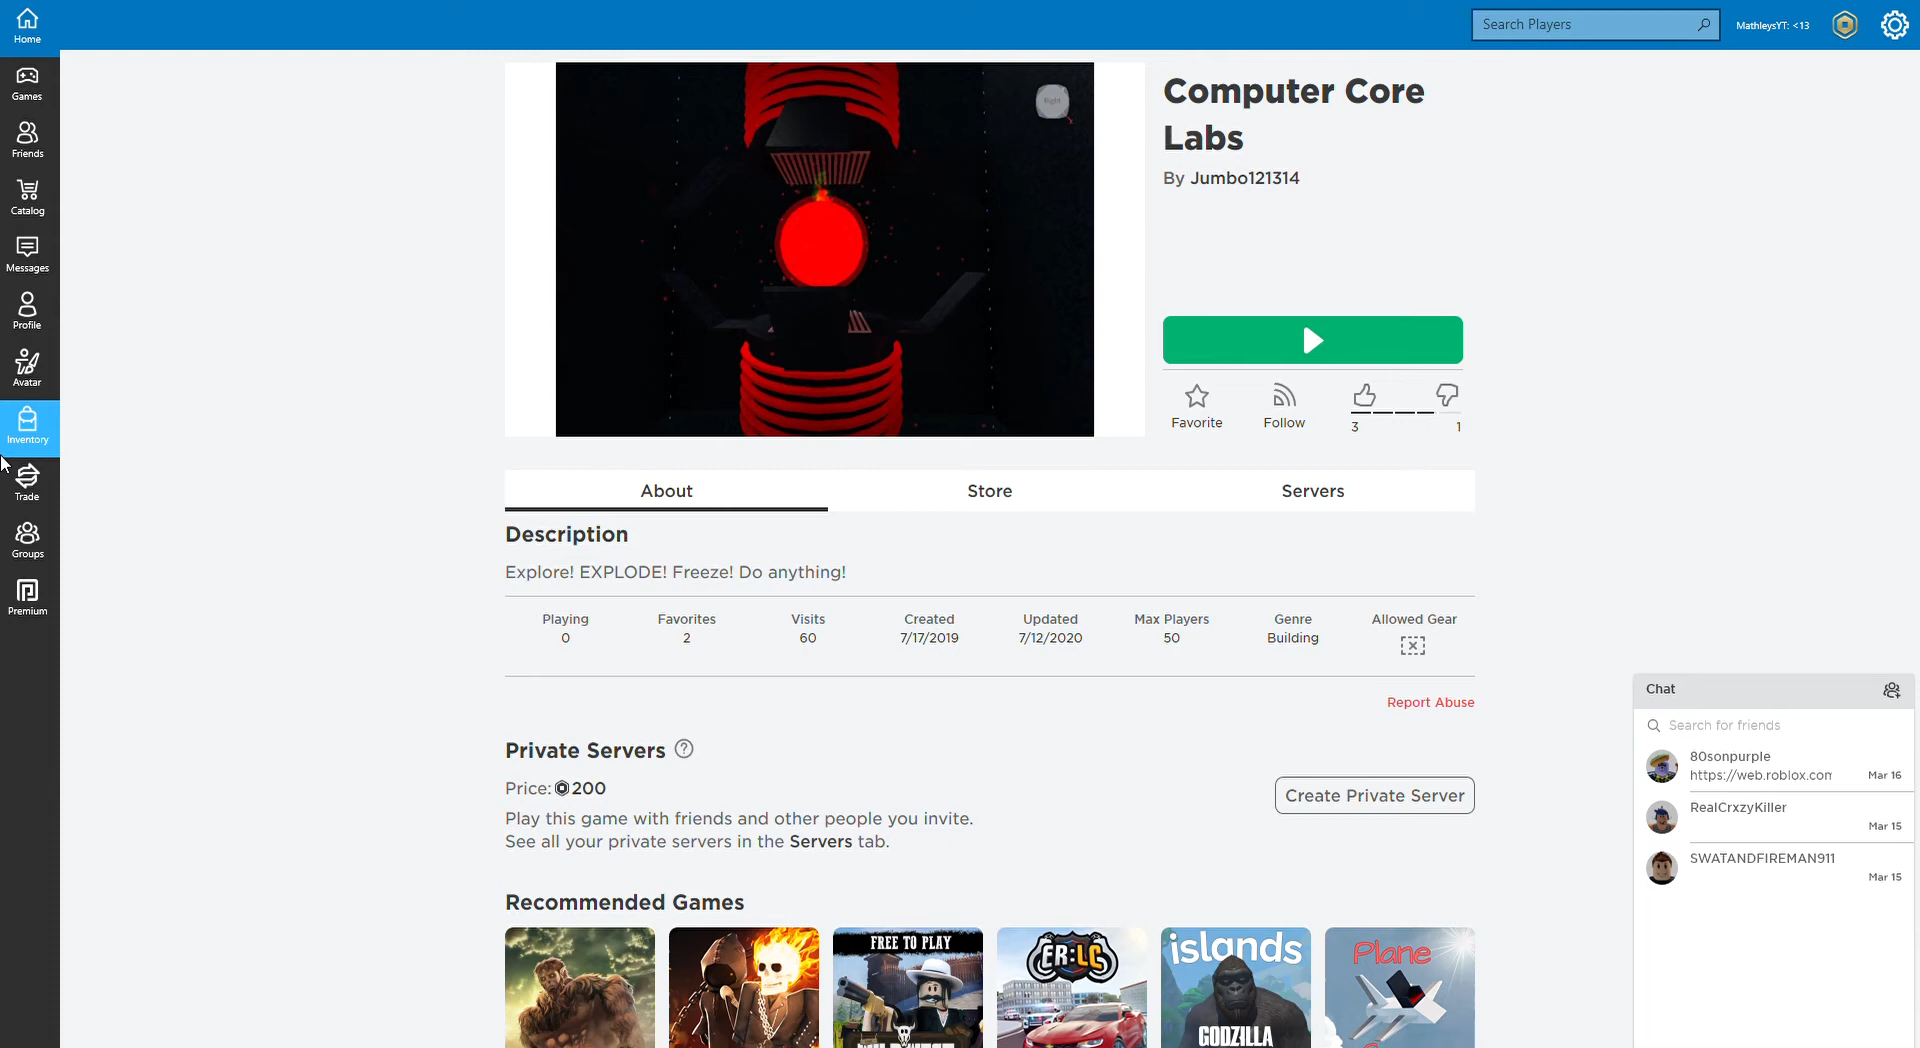 Home
Search Players
MathleysYT: <13
Games
Friends
Catalog
Messages
Profile
Avatar
Inventory
Trade
Groups
Premium
Right
Computer Core
Labs
By Jumbo121314
Favorite
Follow
3
1
About
Store
Servers
Description
Explore! EXPLODE! Freeze! Do anything!
Playing
0
Favorites
2
Visits
60
Created
7/17/2019
Updated
7/12/2020
Max Players
50
Genre
Building
Allowed Gear
Report Abuse
Private Servers ?
Price: 200
Create Private Server
Play this game with friends and other people you invite.
See all your private servers in the Servers tab.
Recommended Games
FREE TO PLAY
ER:LC
islands
GODZILLA
Plane
Chat
Search for friends
80sonpurple
https://web.roblox.com
Mar 16
RealCrxzyKiller
Mar 15
SWATANDFIREMAN911
Mar 15